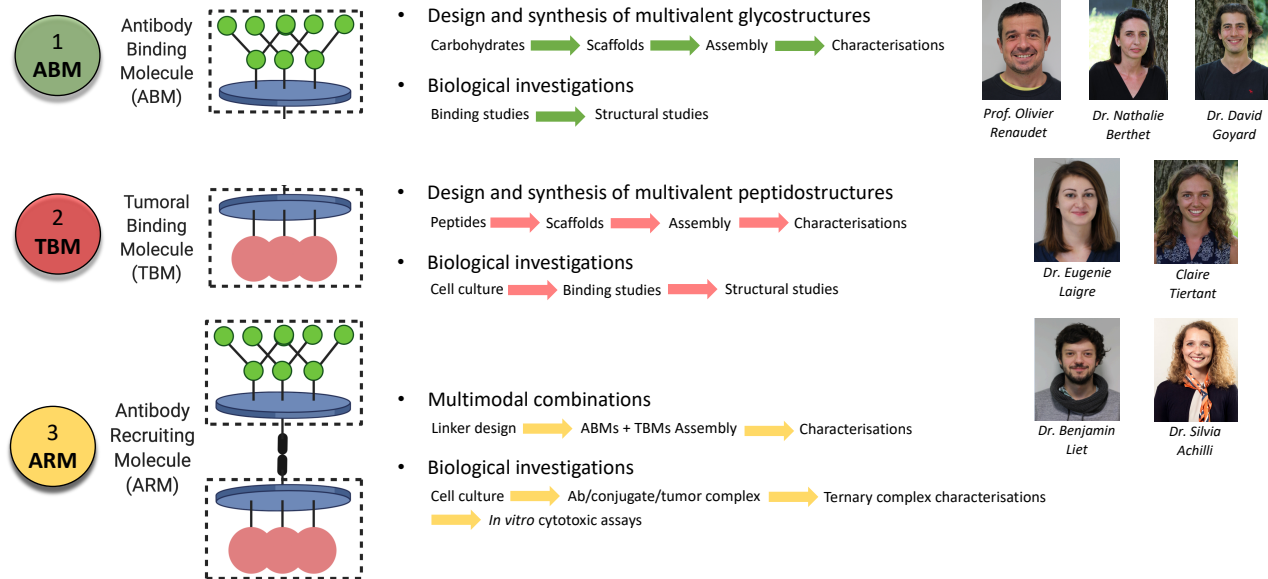 1
ABM
Antibody
Binding
Molecule
(ABM)
• Design and synthesis of multivalent glycostructures
Carbohydrates Scaffolds Assembly Characterisations
• Biological investigations
Binding studies Structural studies
Prof. Olivier
Renaudet
Dr. Nathalie
Berthet
Dr. David
Goyard
2
TBM
Tumoral
Binding
Molecule
(TBM)
• Design and synthesis of multivalent peptidostructures
Peptides Scaffolds Assembly Characterisations
• Biological investigations
Cell culture Binding studies Structural studies
Dr. Eugenie
Laigre
Claire
Tiertant
3
ARM
Antibody
Recruiting
Molecule
(ARM)
• Multimodal combinations
Linker design ABMs + TBMs Assembly Characterisations
• Biological investigations
Cell culture Ab/conjugate/tumor complex Ternary complex characterisations
In vitro cytotoxic assays
Dr. Benjamin
Liet
Dr. Silvia
Achilli